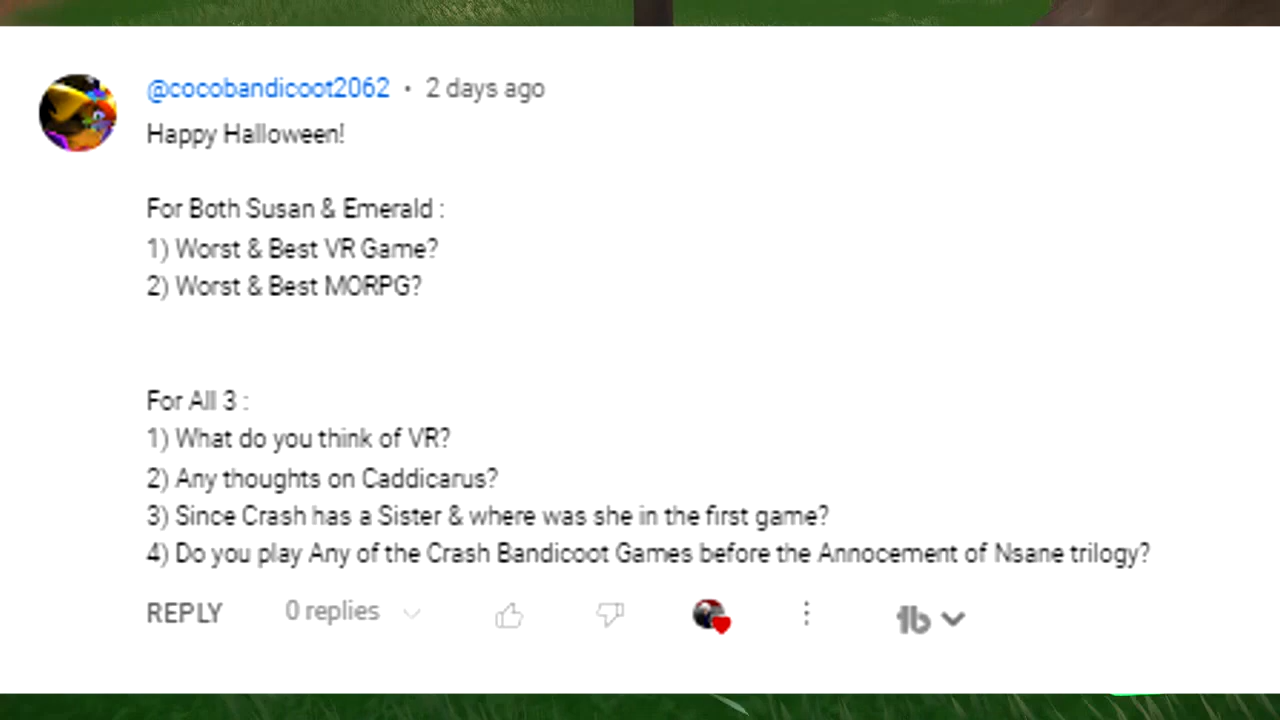 @cocobandicoot2062 • 2 days ago
Happy Halloween!
For Both Susan & Emerald :
1) Worst & Best VR Game?
2) Worst & Best MORPG?
For All 3 :
1) What do you think of VR?
2) Any thoughts on Caddicarus?
3) Since Crash has a Sister & where was she in the first game?
4) Do you play Any of the Crash Bandicoot Games before the Annocement of Nsane trilogy?
REPLY 0 replies